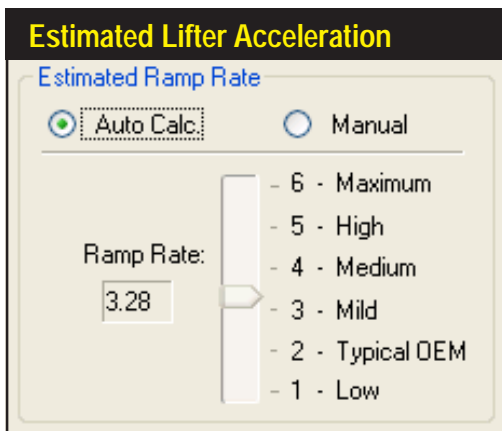 Estimated Lifter Acceleration
Estimated Ramp Rate
Auto Calc. Manual
6 - Maximum
5 - High
Ramp Rate:
4 - Medium
3.28
3 - Mild
2 - Typical OEM
1 - Low